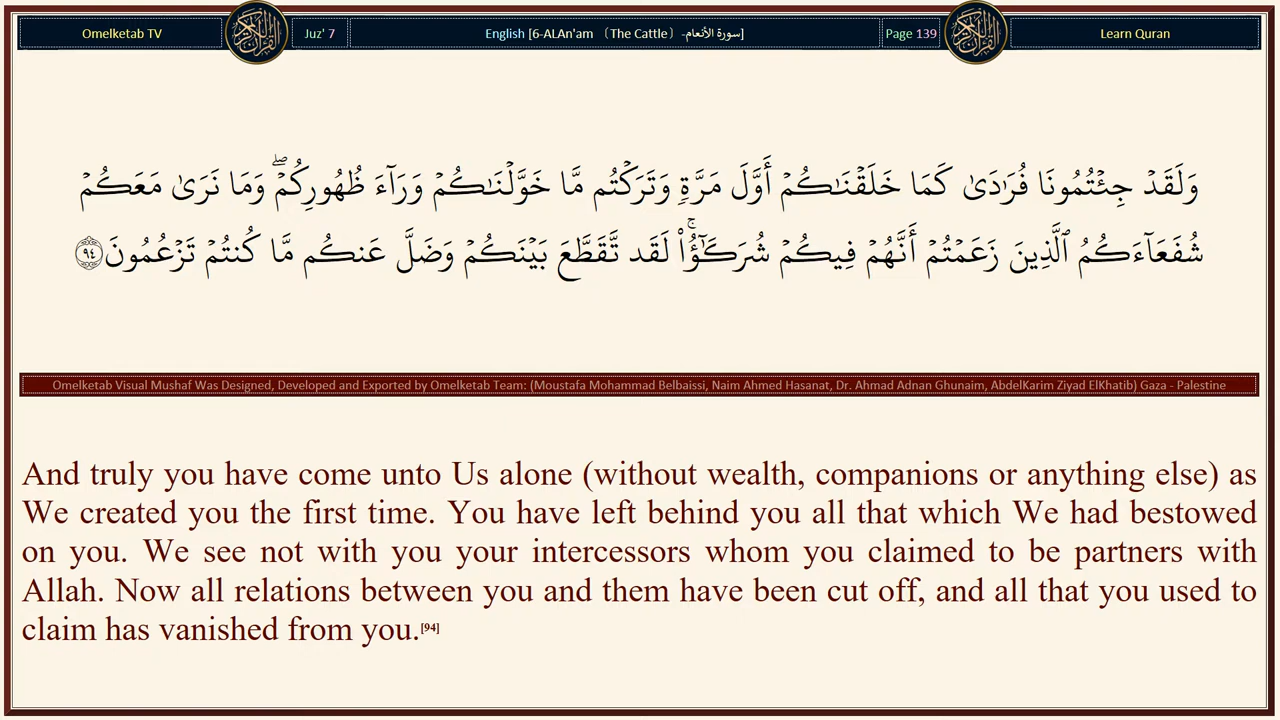 Omelketab TV
Juz' 7
English [6-ALAn'am (The Cattle) -سورة الأنعام]
Page 139
Learn Quran
وَلَقَدۡ جِئۡتُمُونَا فُرَٰدَىٰ كَمَا خَلَقۡنَٰكُمۡ أَوَّلَ مَرَّةٖ وَتَرَكۡتُم مَّا خَوَّلۡنَٰكُمۡ وَرَآءَ ظُهُورِكُمۡۖ وَمَا نَرَىٰ مَعَكُمۡ
شُفَعَآءَكُمُ ٱلَّذِينَ زَعَمۡتُمۡ أَنَّهُمۡ فِيكُمۡ شُرَكَٰٓؤُاْۚ لَقَد تَّقَطَّعَ بَيۡنَكُمۡ وَضَلَّ عَنكُم مَّا كُنتُمۡ تَزۡعُمُونَ ٩٤
Omelketab Visual Mushaf Was Designed, Developed and Exported by Omelketab Team: (Moustafa Mohammad Belbaissi, Naim Ahmed Hasanat, Dr. Ahmad Adnan Ghunaim, AbdelKarim Ziyad ElKhatib) Gaza - Palestine
And truly you have come unto Us alone (without wealth, companions or anything else) as
We created you the first time. You have left behind you all that which We had bestowed
on you. We see not with you your intercessors whom you claimed to be partners with
Allah. Now all relations between you and them have been cut off, and all that you used to
claim has vanished from you.[94]